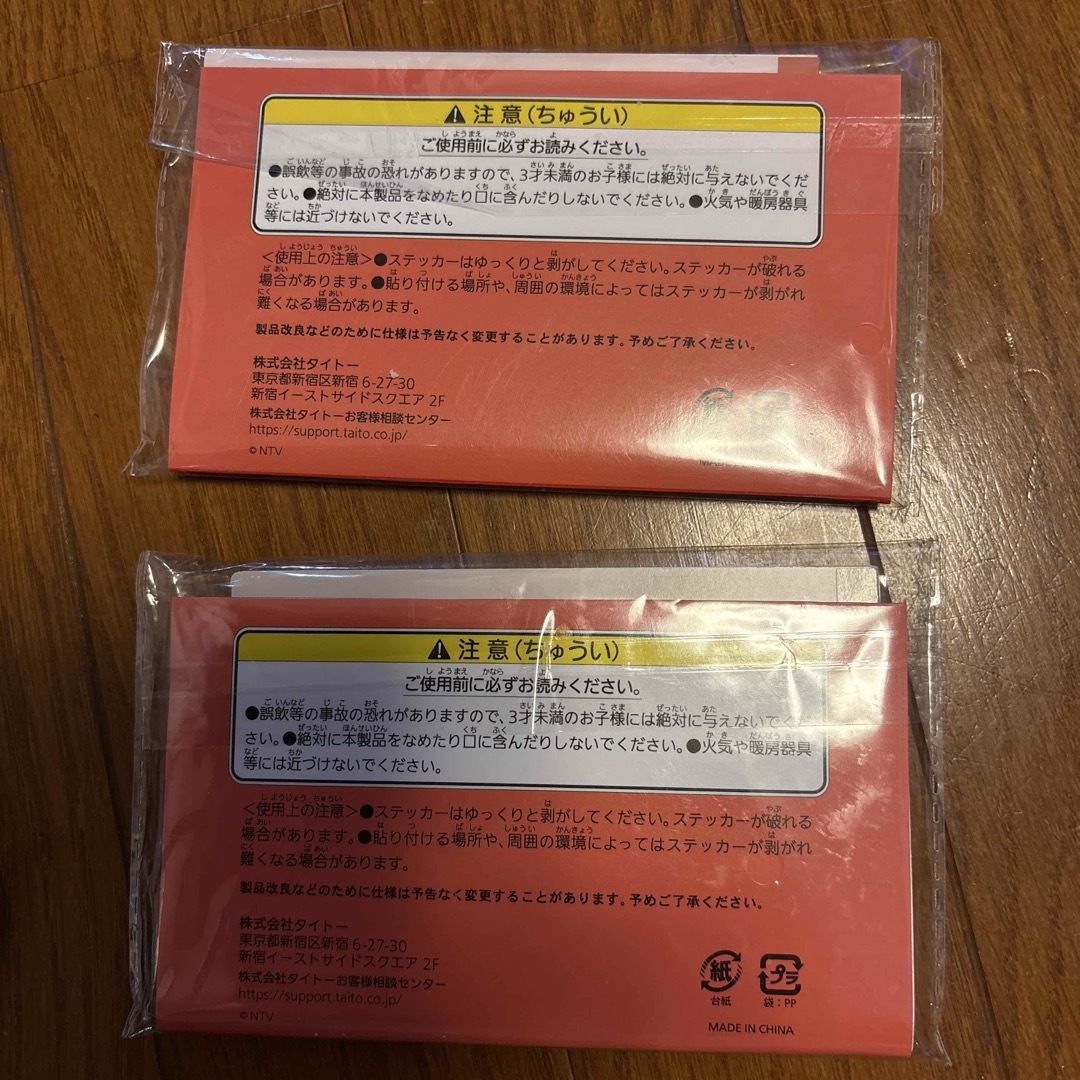 ⚠ 注意(ちゅうい)
ご使用前に必ずお読みください。
●誤飲等の事故の恐れがありますので、3才未満のお子様には絶対に与えないでくだ
さい。●絶対に本製品をなめたり口に含んだりしないでください。●火気や暖房器具
等には近づけないでください。
<使用上の注意>●ステッカーはゆっくりと剥がしてください。ステッカーが破れる
場合があります。●貼り付ける場所や、周囲の環境によってはステッカーが剥がれ
難くなる場合があります。
製品改良などのために仕様は予告なく変更することがあります。予めご了承ください。
株式会社タイトー
東京都新宿区新宿 6-27-30
新宿イーストサイドスクエア 2F
株式会社タイトーお客様相談センター
https://support.taito.co.jp/
© NTV
紙
⚠ 注意(ちゅうい)
ご使用前に必ずお読みください。
●誤飲等の事故の恐れがありますので、3才未満のお子様には絶対に与えないでくだ
さい。●絶対に本製品をなめたり口に含んだりしないでください。●火気や暖房器具
等には近づけないでください。
<使用上の注意>●ステッカーはゆっくりと剥がしてください。ステッカーが破れる
場合があります。●貼り付ける場所や、周囲の環境によってはステッカーが剥がれ
難くなる場合があります。
製品改良などのために仕様は予告なく変更することがあります。予めご了承ください。
株式会社タイトー
東京都新宿区新宿 6-27-30
新宿イーストサイドスクエア 2F
株式会社タイトーお客様相談センター
https://support.taito.co.jp/
© NTV
紙 プラ
台紙 袋:PP
MADE IN CHINA